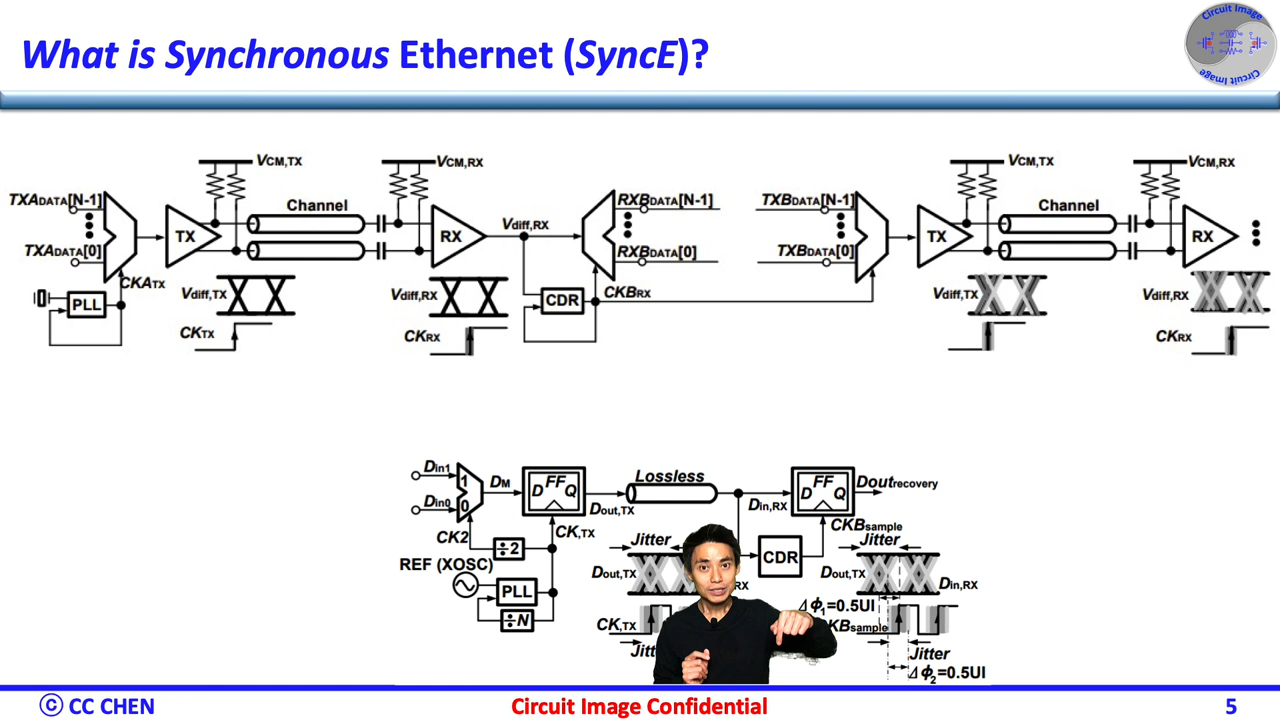 What is Synchronous Ethernet (SyncE)?
Circuit Image
Circuit Image
VCM,TX
VCM,RX
VCM,TX
VCM,RX
TXADATA[N-1]
TXADATA[0]
TX
Channel
RX
Vdiff,RX
RXBDATA[N-1]
RXBDATA[0]
TXBDATA[N-1]
TXBDATA[0]
TX
Channel
RX
CKATX
PLL
Vdiff,TX
CKTX
Vdiff,RX
CKRX
CDR
CKBRX
Vdiff,TX
Vdiff,RX
CKRX
Din1
Din0
1
0
DM
D FF Q
Dout,TX
Lossless
Din,RX
D FF Q
Doutrecovery
CK2
÷2
CK,TX
REF (XOSC)
PLL
÷N
Jitter
Dout,TX
RX
CK,TX
CDR
CKBsample
Jitter
Dout,TX
Din,RX
Δϕ1=0.5UI
KBsample
Jitter
Δϕ2=0.5UI
© CC CHEN
Circuit Image Confidential
5